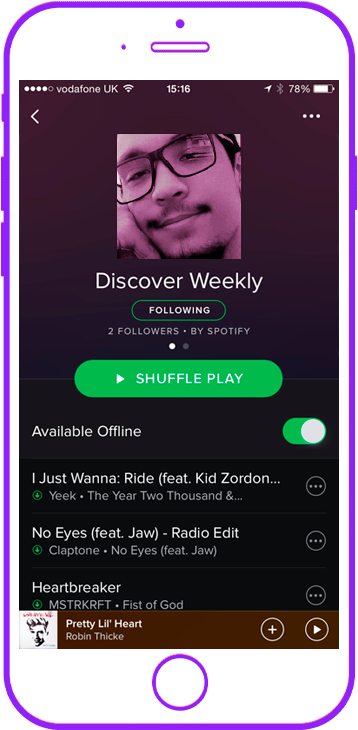 vodafone UK 15:16 78%
Discover Weekly
FOLLOWING
2 FOLLOWERS • BY SPOTIFY
SHUFFLE PLAY
Available Offline
I Just Wanna: Ride (feat. Kid Zordon...
Yeek • The Year Two Thousand &...
No Eyes (feat. Jaw) - Radio Edit
Claptone • No Eyes (feat. Jaw)
Heartbreaker
MSTRKRFT • Fist of God
Pretty Lil' Heart
Robin Thicke